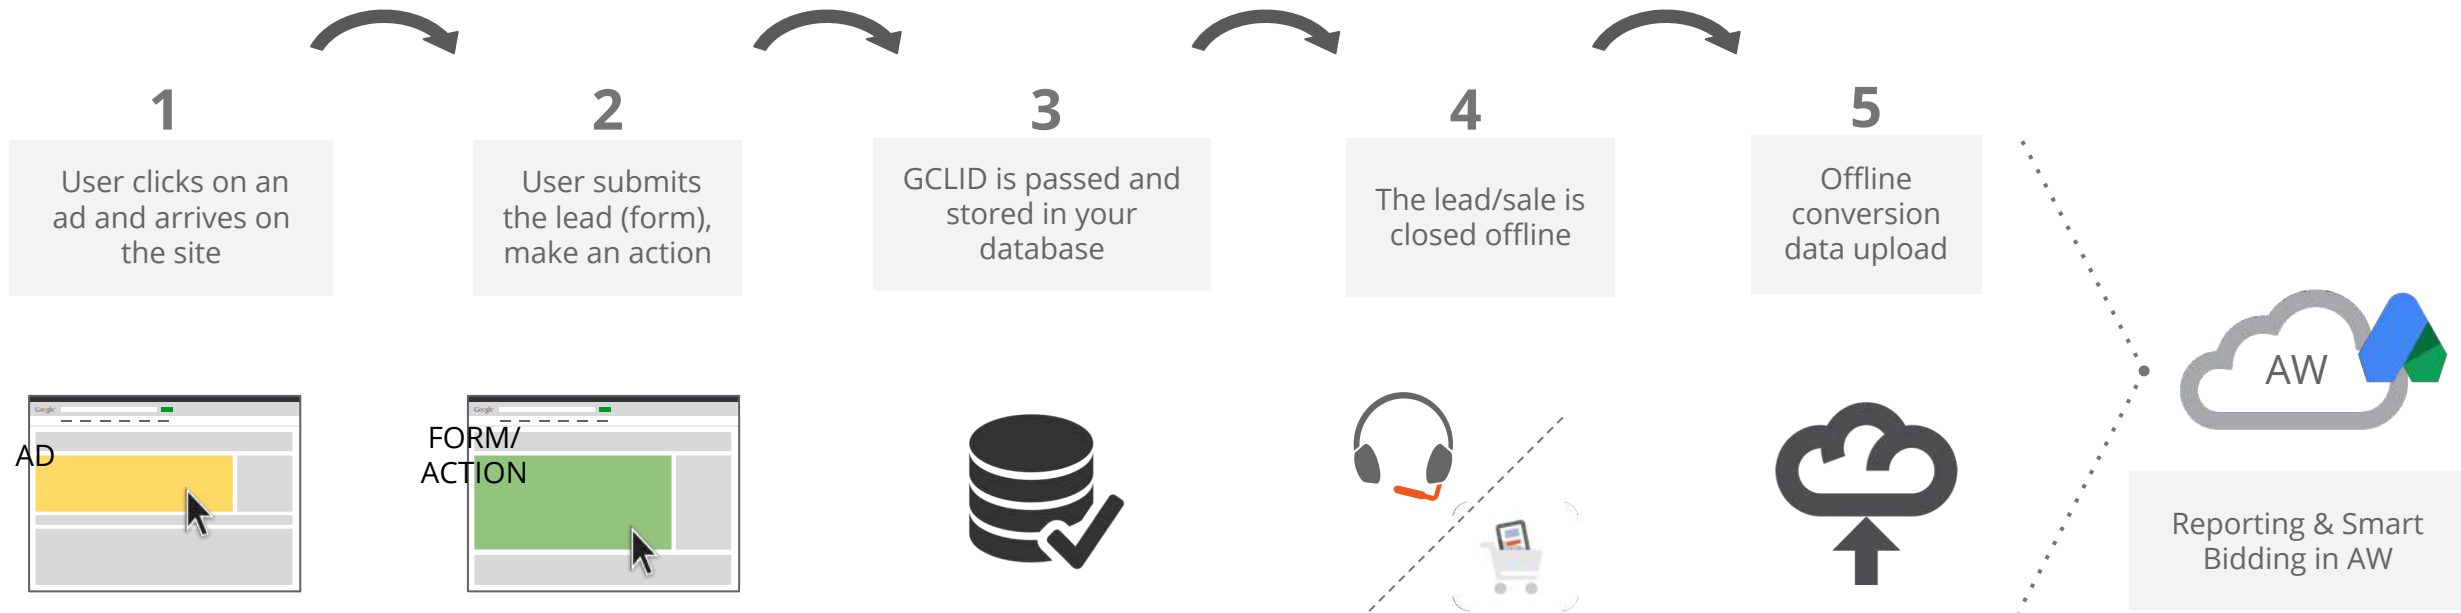 1
User clicks on an
ad and arrives on
the site
2
User submits
the lead (form),
make an action
3
GCLID is passed and
stored in your
database
4
The lead/sale is
closed offline
5
Offline
conversion
data upload
Google
AD
Google
FORM/
ACTION
AW
Reporting & Smart
Bidding in AW